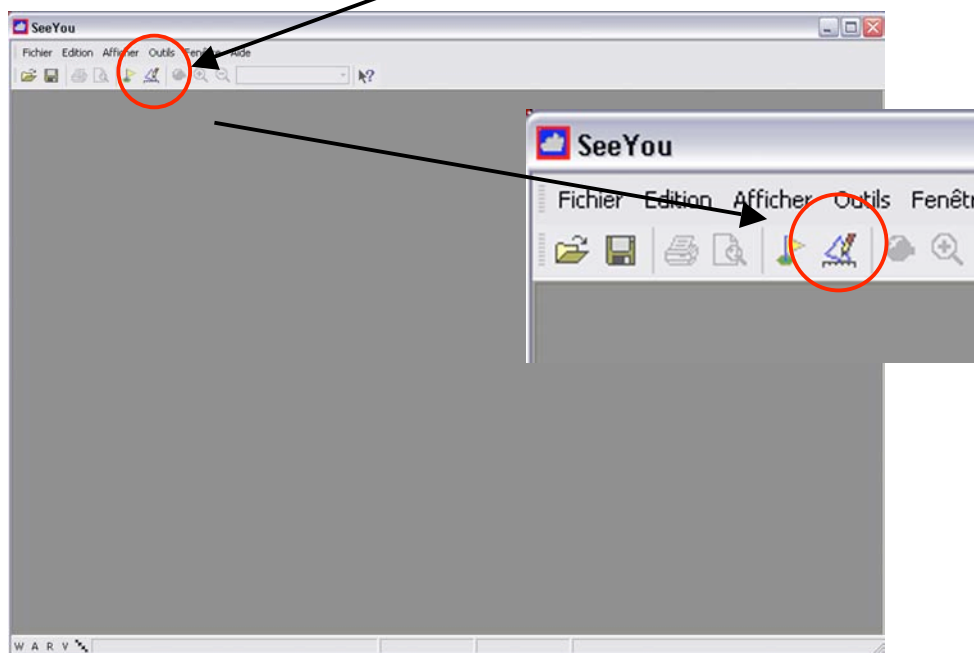 SeeYou
Fichier Edition Afficher Outils Fenêtre Aide
SeeYou
Fichier Edition Afficher Outils Fenêtr
W A R V